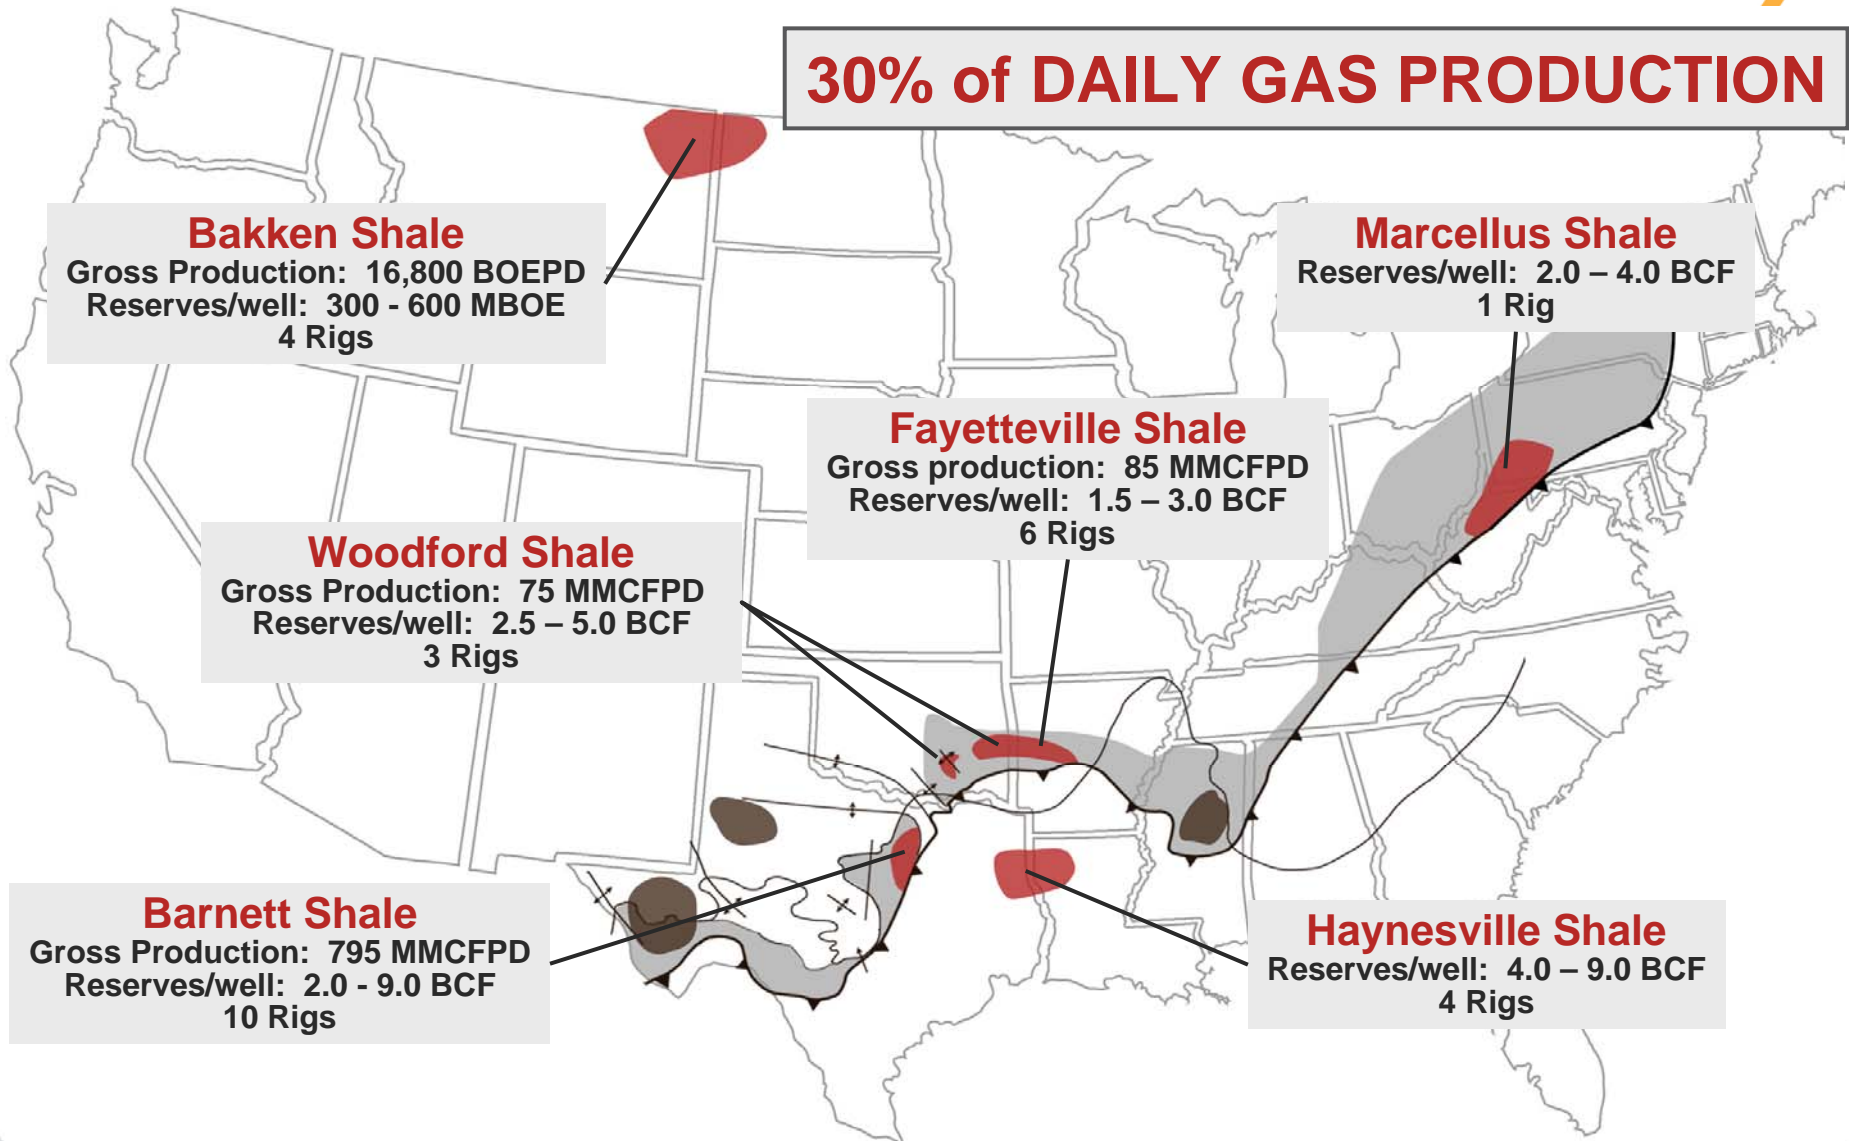 30% of DAILY GAS PRODUCTION
Bakken Shale
Gross Production: 16,800 BOEPD
Reserves/well: 300 - 600 MBOE
4 Rigs
Marcellus Shale
Reserves/well: 2.0 – 4.0 BCF
1 Rig
Fayetteville Shale
Gross production: 85 MMCFPD
Reserves/well: 1.5 – 3.0 BCF
6 Rigs
Woodford Shale
Gross Production: 75 MMCFPD
Reserves/well: 2.5 – 5.0 BCF
3 Rigs
Barnett Shale
Gross Production: 795 MMCFPD
Reserves/well: 2.0 - 9.0 BCF
10 Rigs
Haynesville Shale
Reserves/well: 4.0 – 9.0 BCF
4 Rigs